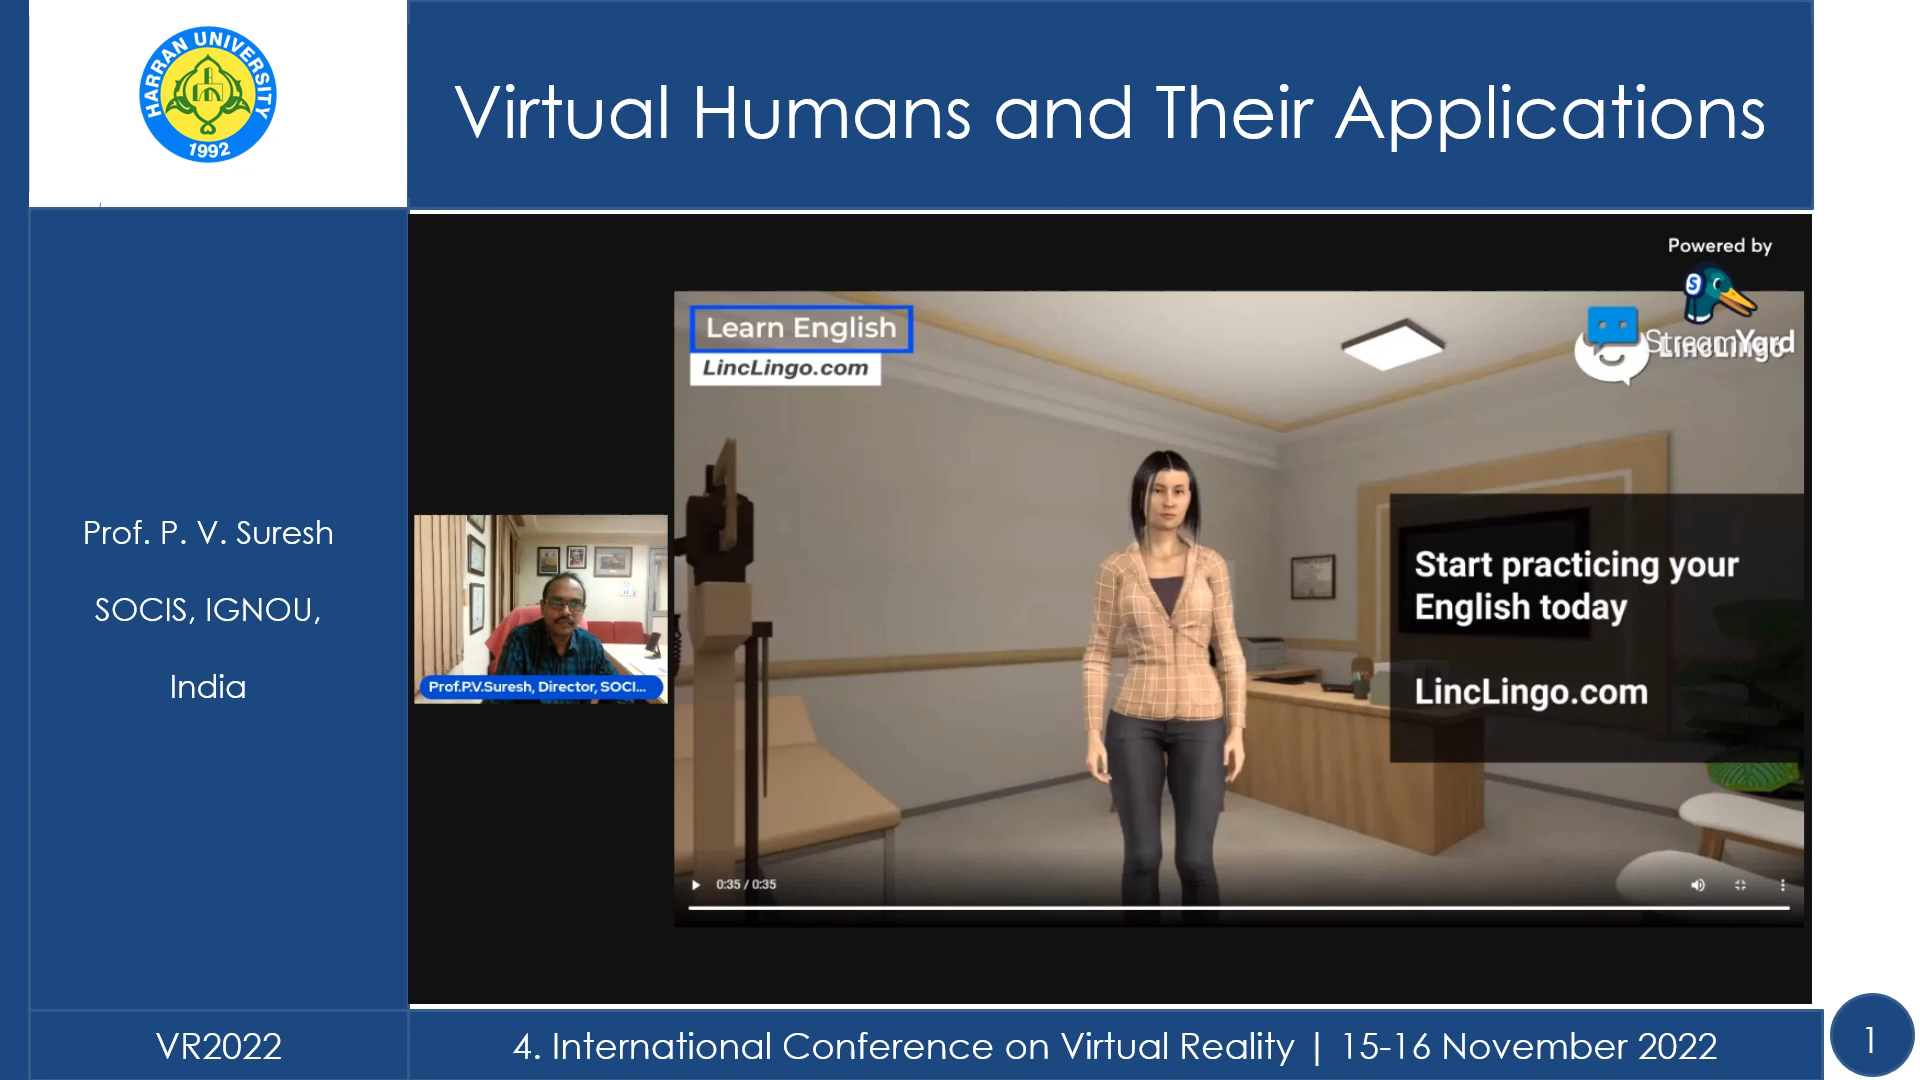 HARRAN UNIVERSITY
1992
Virtual Humans and Their Applications
Prof. P. V. Suresh
SOCIS, IGNOU,
India
Prof.P.V.Suresh, Director, SOCI...
Powered by
StreamYard
LincLingo
Learn English
LincLingo.com
Start practicing your
English today
LincLingo.com
0:35 / 0:35
VR2022
4. International Conference on Virtual Reality | 15-16 November 2022
1